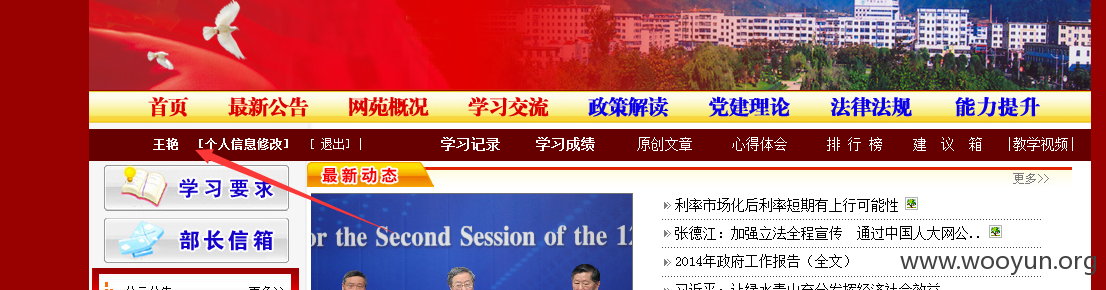 首页 最新公告 网苑概况 学习交流 政策解读 党建理论 法律法规 能力提升
王艳 [个人信息修改] [ 退出] | 学习记录 学习成绩 原创文章 心得体会 排 行 榜 建 议 箱 |教学视频|
学习要求
部长信箱
最新动态 更多>>
or the Second Session of the 12
利率市场化后利率短期有上行可能性
张德江：加强立法全程宣传 通过中国人大网公..
2014年政府工作报告（全文）
www.wooyun.org